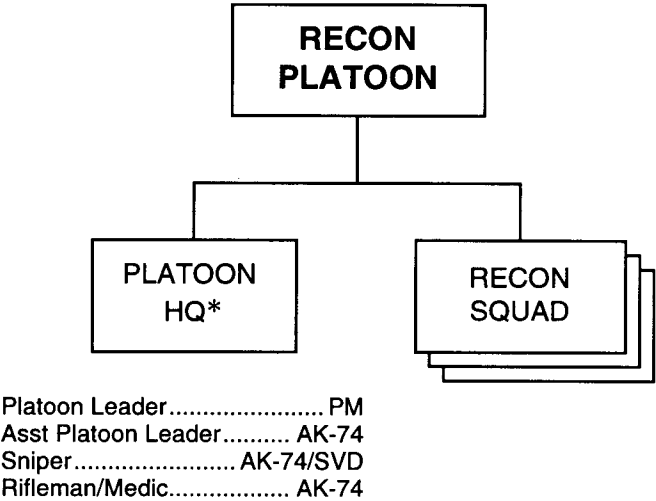 RECON
PLATOON
PLATOON
HQ*
RECON
SQUAD
Platoon Leader....................... PM
Asst Platoon Leader.......... AK-74
Sniper........................ AK-74/SVD
Rifleman/Medic.................. AK-74